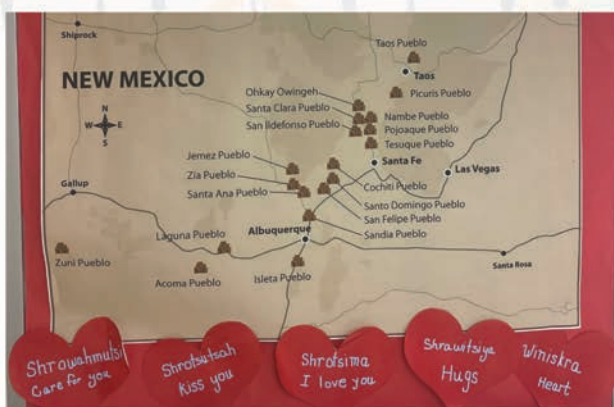 Shiprock
Taos Pueblo
Taos
NEW MEXICO
Picuris Pueblo
Ohkay Owingeh
Santa Clara Pueblo
Nambe Pueblo
San Ildefonso Pueblo
Pojoaque Pueblo
Tesuque Pueblo
N
W E
S
Jemez Pueblo
Santa Fe
Las Vegas
Zia Pueblo
Gallup
Cochiti Pueblo
Santa Ana Pueblo
Santo Domingo Pueblo
San Felipe Pueblo
Laguna Pueblo
Albuquerque
Sandia Pueblo
Zuni Pueblo
Santa Rosa
Acoma Pueblo
Isleta Pueblo
Shrowahmutsi
Care for you
Shrotsutsah
Kiss you
Shrotsima
I love you
Shrawitsiye
Hugs
Winiskra
Heart